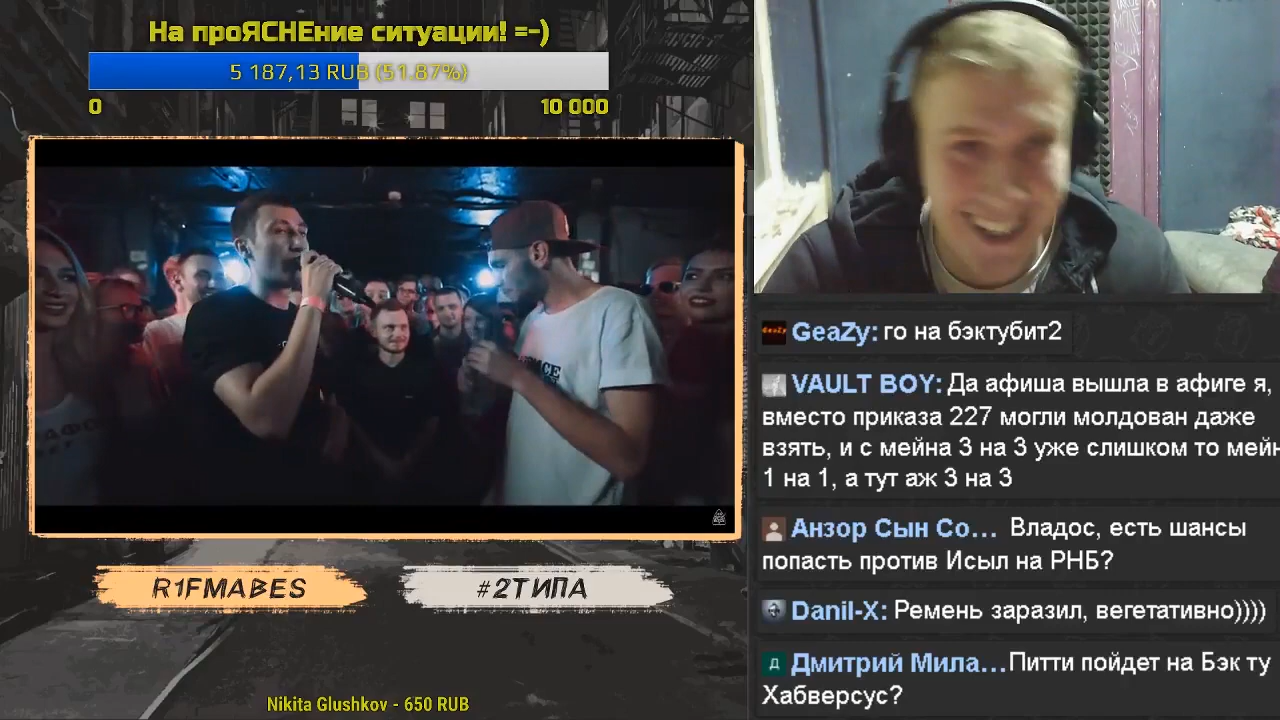 На проЯСНЕние ситуации! =-)
5 187,13 RUB (51.87%)
0
10 000
R1FMABES
#2ТИПА
Nikita Glushkov - 650 RUB
GeaZy: го на бэктубит2
VAULT BOY: Да афиша вышла в афиге я,
вместо приказа 227 могли молдован даже
взять, и с мейна 3 на 3 уже слишком то мейн
1 на 1, а тут аж 3 на 3
Анзор Сын Со... Владос, есть шансы
попасть против Исыл на РНБ?
Danil-X: Ремень заразил, вегетативно))))
Д Дмитрий Мила...Питти пойдет на Бэк ту
Хабверсус?